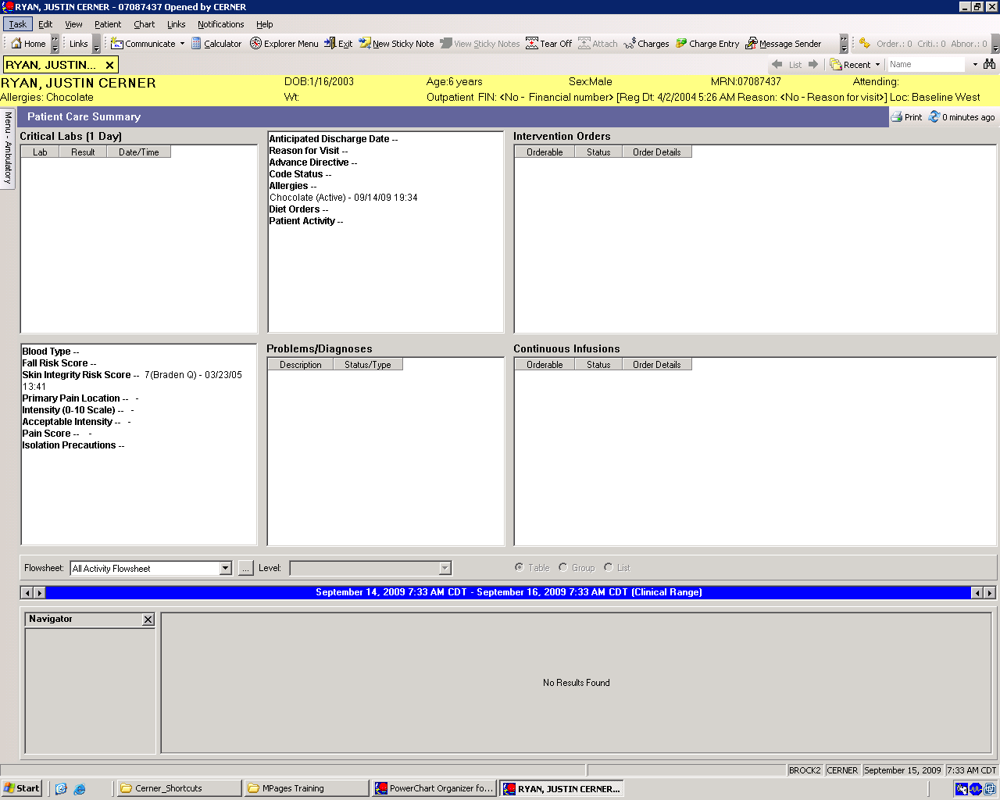 RYAN, JUSTIN CERNER - 07087437 Opened by CERNER
Task Edit View Patient Chart Links Notifications Help
Home Links Communicate Calculator Explorer Menu Exit New Sticky Note View Sticky Notes Tear Off Attach Charges Charge Entry Message Sender Order.: 0 Criti.: 0 Abnor.: 0
RYAN, JUSTIN... List Recent Name
RYAN, JUSTIN CERNER DOB:1/16/2003 Age:6 years Sex:Male MRN:07087437 Attending:
Allergies: Chocolate Wt: Outpatient FIN: <No - Financial number> [Reg Dt: 4/2/2004 5:26 AM Reason: <No - Reason for visit>] Loc: Baseline West
Menu - Ambulatory
Patient Care Summary Print 0 minutes ago
Critical Labs (1 Day)
Lab Result Date/Time
Anticipated Discharge Date --
Reason for Visit --
Advance Directive --
Code Status --
Allergies --
Chocolate (Active) - 09/14/09 19:34
Diet Orders --
Patient Activity --
Intervention Orders
Orderable Status Order Details
Blood Type --
Fall Risk Score --
Skin Integrity Risk Score -- 7(Braden Q) - 03/23/05
13:41
Primary Pain Location -- -
Intensity (0-10 Scale) -- -
Acceptable Intensity -- -
Pain Score -- -
Isolation Precautions --
Problems/Diagnoses
Description Status/Type
Continuous Infusions
Orderable Status Order Details
Flowsheet: All Activity Flowsheet ... Level: Table Group List
September 14, 2009 7:33 AM CDT - September 16, 2009 7:33 AM CDT (Clinical Range)
Navigator
No Results Found
BROCK2 CERNER September 15, 2009 7:33 AM CDT
Start Cerner_Shortcuts MPages Training PowerChart Organizer fo... RYAN, JUSTIN CERNER...